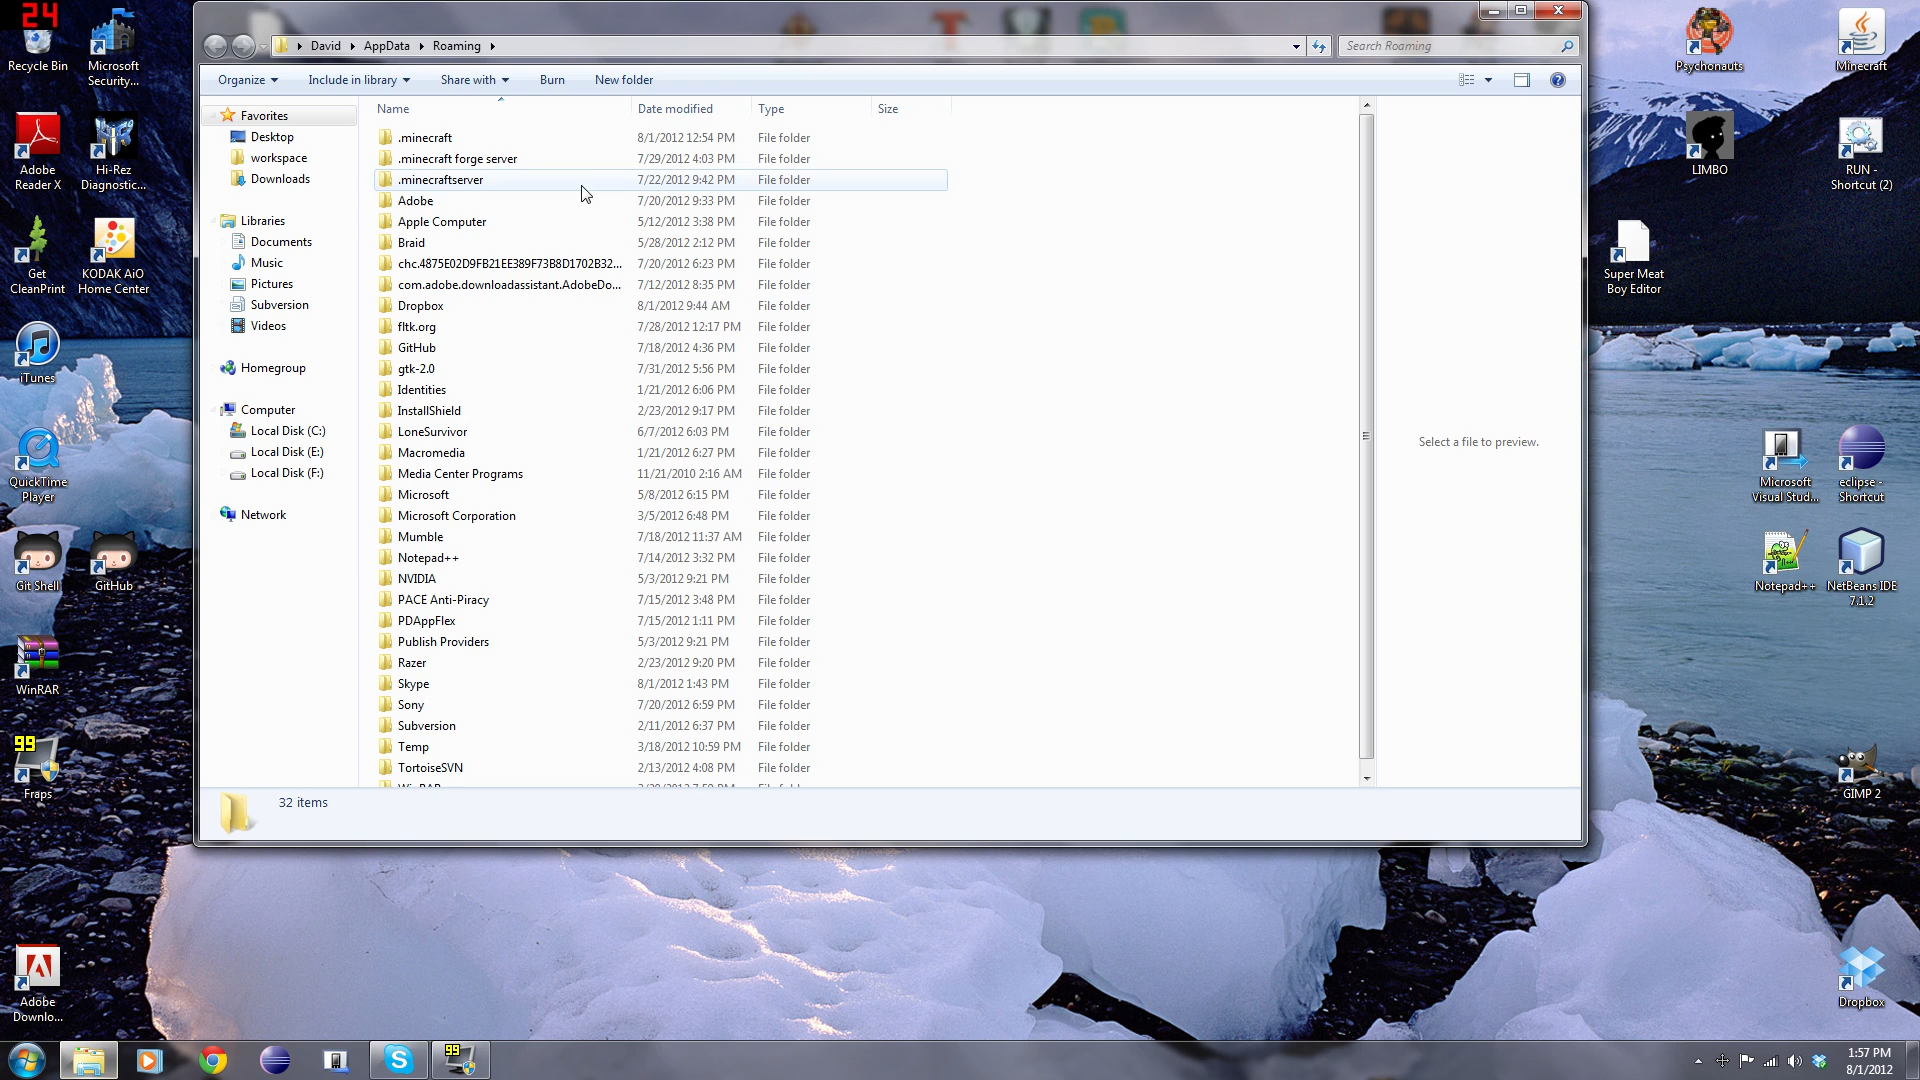 24
Recycle Bin
Microsoft
Security...
Adobe
Reader X
Hi-Rez
Diagnostic...
Get
CleanPrint
KODAK AiO
Home Center
iTunes
QuickTime
Player
Git Shell
GitHub
WinRAR
99
Fraps
Adobe
Downlo...
David
AppData
Roaming
Search Roaming
Organize
Include in library
Share with
Burn
New folder
Favorites
Desktop
workspace
Downloads
Libraries
Documents
Music
Pictures
Subversion
Videos
Homegroup
Computer
Local Disk (C:)
Local Disk (E:)
Local Disk (F:)
Network
Name Date modified Type Size
.minecraft 8/1/2012 12:54 PM File folder
.minecraft forge server 7/29/2012 4:03 PM File folder
.minecraftserver 7/22/2012 9:42 PM File folder
Adobe 7/20/2012 9:33 PM File folder
Apple Computer 5/12/2012 3:38 PM File folder
Braid 5/28/2012 2:12 PM File folder
chc.4875E02D9FB21EE389F73B8D1702B32... 7/20/2012 6:23 PM File folder
com.adobe.downloadassistant.AdobeDo... 7/12/2012 8:35 PM File folder
Dropbox 8/1/2012 9:44 AM File folder
fltk.org 7/28/2012 12:17 PM File folder
GitHub 7/18/2012 4:36 PM File folder
gtk-2.0 7/31/2012 5:56 PM File folder
Identities 1/21/2012 6:06 PM File folder
InstallShield 2/23/2012 9:17 PM File folder
LoneSurvivor 6/7/2012 6:03 PM File folder
Macromedia 1/21/2012 6:27 PM File folder
Media Center Programs 11/21/2010 2:16 AM File folder
Microsoft 5/8/2012 6:15 PM File folder
Microsoft Corporation 3/5/2012 6:48 PM File folder
Mumble 7/18/2012 11:37 AM File folder
Notepad++ 7/14/2012 3:32 PM File folder
NVIDIA 5/3/2012 9:21 PM File folder
PACE Anti-Piracy 7/15/2012 3:48 PM File folder
PDAppFlex 7/15/2012 1:11 PM File folder
Publish Providers 5/3/2012 9:21 PM File folder
Razer 2/23/2012 9:20 PM File folder
Skype 8/1/2012 1:43 PM File folder
Sony 7/20/2012 6:59 PM File folder
Subversion 2/11/2012 6:37 PM File folder
Temp 3/18/2012 10:59 PM File folder
TortoiseSVN 2/13/2012 4:08 PM File folder
Select a file to preview.
32 items
Psychonauts
Minecraft
LIMBO
RUN -
Shortcut (2)
Super Meat
Boy Editor
Microsoft
Visual Stud...
eclipse -
Shortcut
Notepad++
NetBeans IDE
7.1.2
GIMP 2
Dropbox
99
1:57 PM
8/1/2012